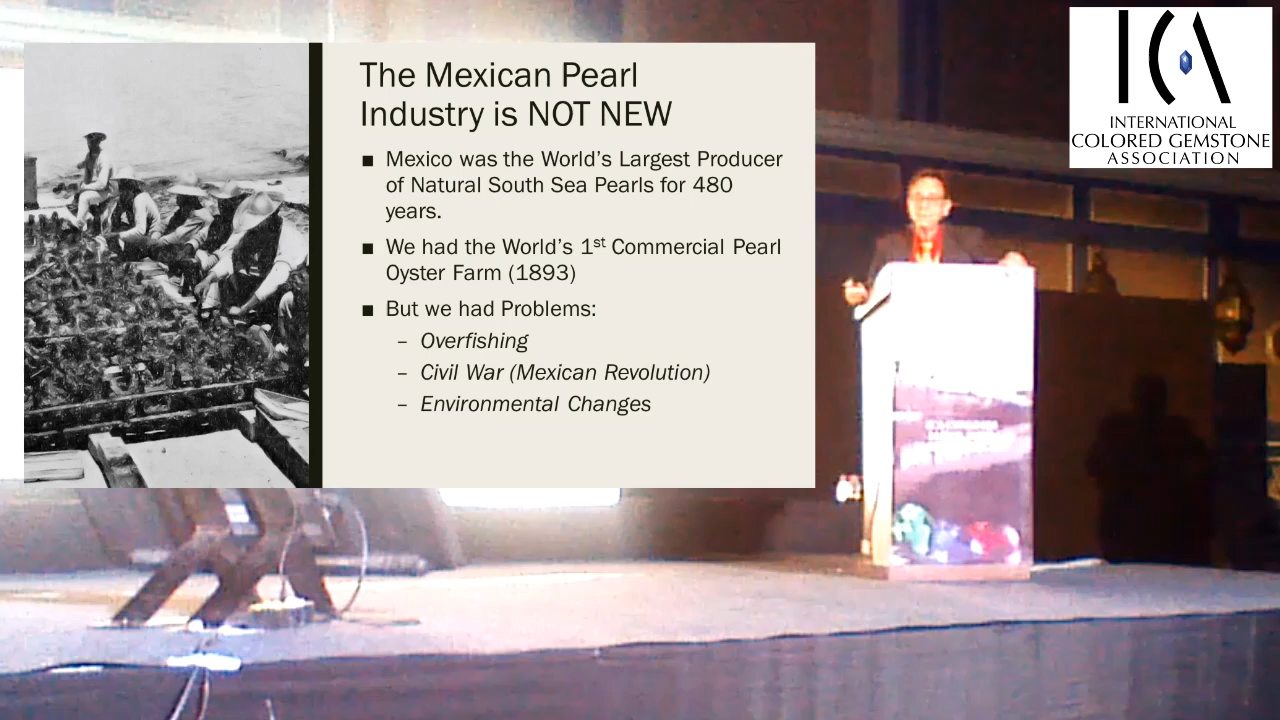 The Mexican Pearl
Industry is NOT NEW
■ Mexico was the World's Largest Producer
of Natural South Sea Pearls for 480
years.
■ We had the World's 1st Commercial Pearl
Oyster Farm (1893)
■ But we had Problems:
– Overfishing
– Civil War (Mexican Revolution)
– Environmental Changes
ICA
INTERNATIONAL
COLORED GEMSTONE
ASSOCIATION